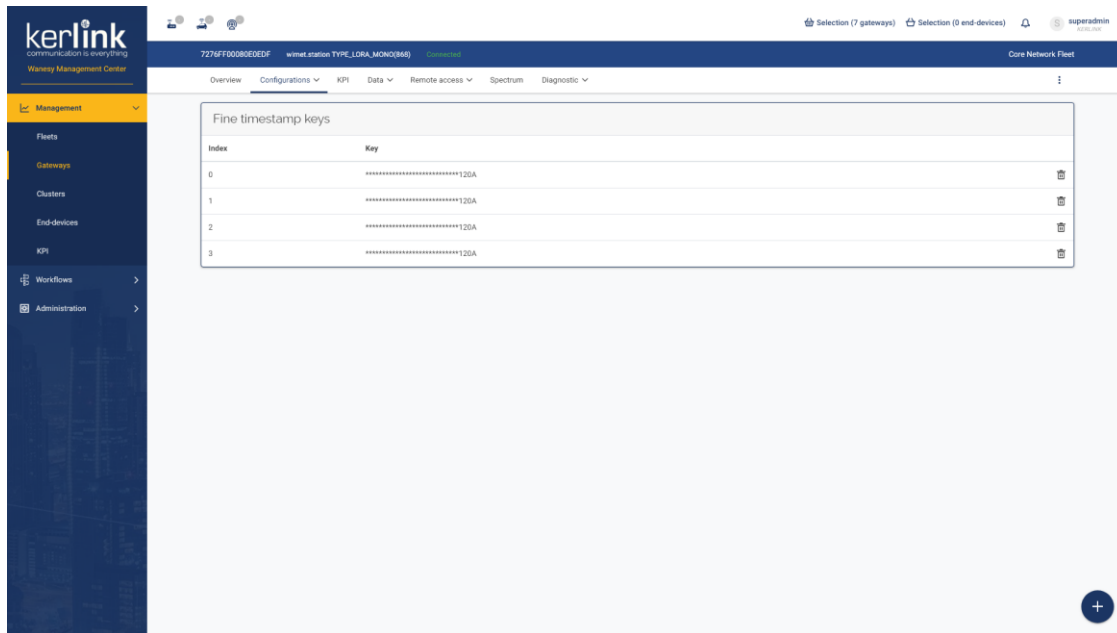 kerlink
communication is everything
Wanesy Management Center
Management
Fleets
Gateways
Clusters
End-devices
KPI
Workflows
Administration
Selection (7 gateways) Selection (0 end-devices) S superadmin
KERLINK
7276FF00080E0EDF wirnet.station TYPE_LORA_MONO(868) Connected Core Network Fleet
Overview Configurations KPI Data Remote access Spectrum Diagnostic
Fine timestamp keys
Index Key
0 ****************************120A
1 ****************************120A
2 ****************************120A
3 ****************************120A
+